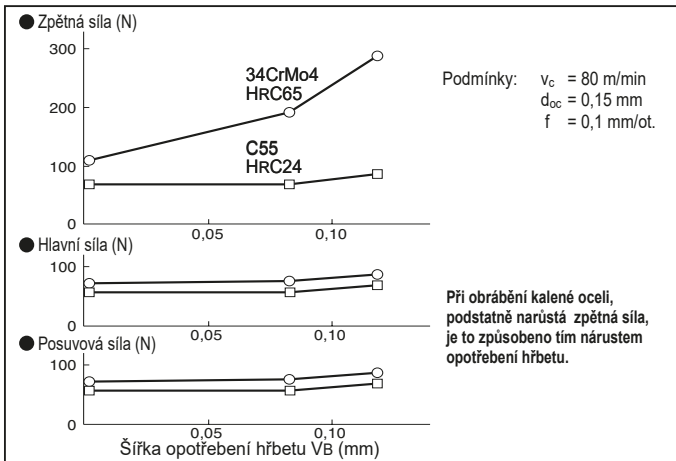 ● Zpětná síla (N)
300
200
100
0
34CrMo4
HRC65
C55
HRC24
0,05
0,10
Podmínky: vc = 80 m/min
doc = 0,15 mm
f = 0,1 mm/ot.
● Hlavní síla (N)
100
0
0,05
0,10
● Posuvová síla (N)
100
0
0,05
0,10
Šířka opotřebení hřbetu VB (mm)
Při obrábění kalené oceli,
podstatně narůstá zpětná síla,
je to způsobeno tím nárustem
opotřebení hřbetu.